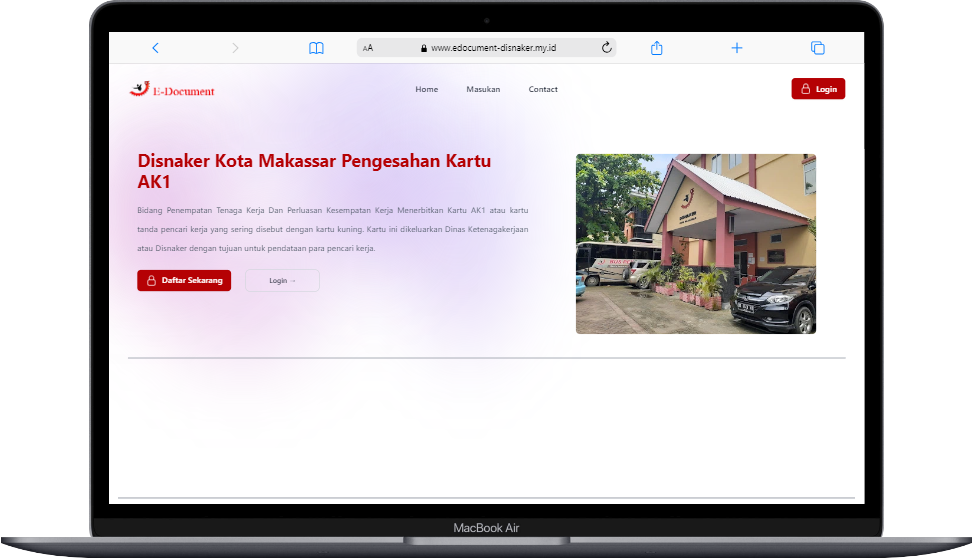 AA www.edocument-disnaker.my.id
E-Document
Home Masukan Contact
Login
Disnaker Kota Makassar Pengesahan Kartu
AK1
Bidang Penempatan Tenaga Kerja Dan Perluasan Kesempatan Kerja Menerbitkan Kartu AK1 atau kartu
tanda pencari kerja yang sering disebut dengan kartu kuning. Kartu ini dikeluarkan Dinas Ketenagakerjaan
atau Disnaker dengan tujuan untuk pendataan para pencari kerja.
Daftar Sekarang
Login →
MacBook Air